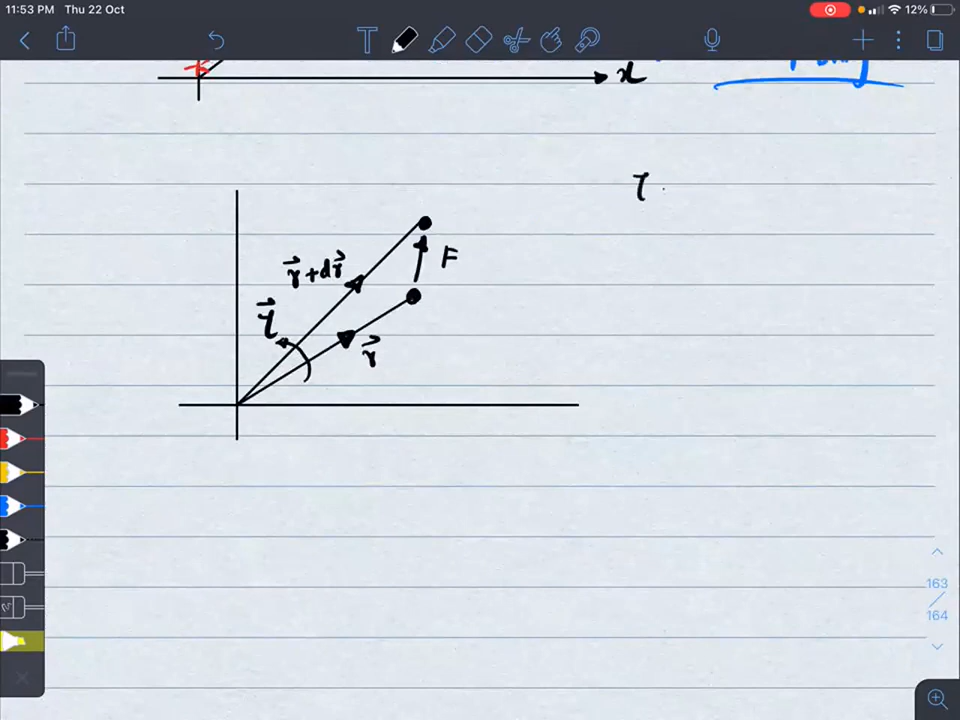 11:53 PM Thu 22 Oct
12%
T
x
τ
r⃗+dr⃗
F
τ⃗
r⃗
163
164